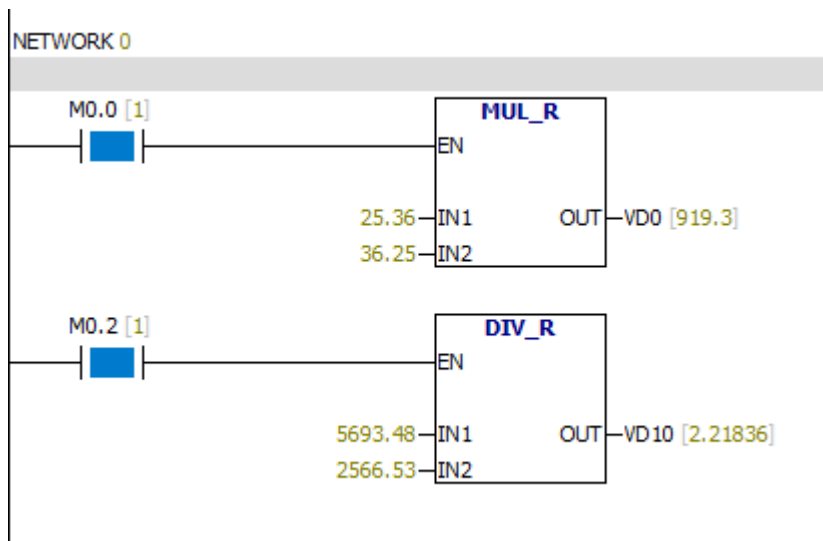 NETWORK 0
M0.0 [1]
MUL_R
EN
25.36 IN1 OUT VD0 [919.3]
36.25 IN2
M0.2 [1]
DIV_R
EN
5693.48 IN1 OUT VD10 [2.21836]
2566.53 IN2